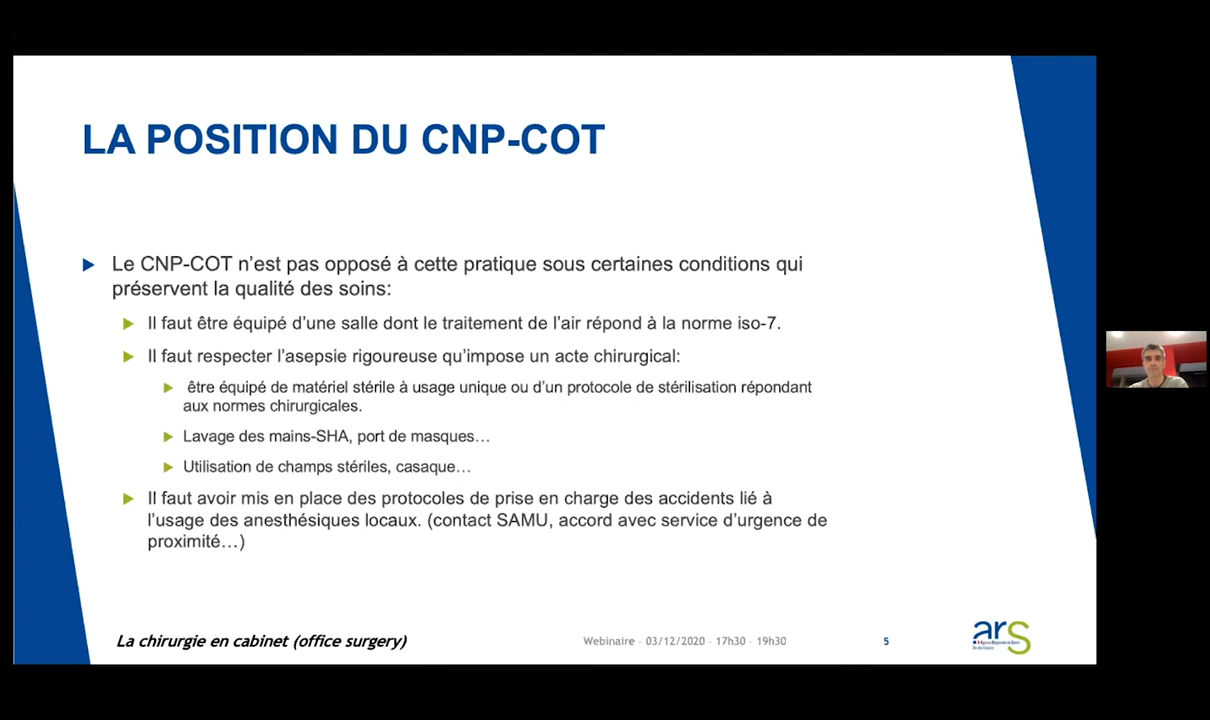 LA POSITION DU CNP-COT
Le CNP-COT n’est pas opposé à cette pratique sous certaines conditions qui
préservent la qualité des soins:
Il faut être équipé d’une salle dont le traitement de l’air répond à la norme iso-7.
Il faut respecter l’asepsie rigoureuse qu’impose un acte chirurgical:
être équipé de matériel stérile à usage unique ou d’un protocole de stérilisation répondant
aux normes chirurgicales.
Lavage des mains-SHA, port de masques…
Utilisation de champs stériles, casaque…
Il faut avoir mis en place des protocoles de prise en charge des accidents lié à
l’usage des anesthésiques locaux. (contact SAMU, accord avec service d’urgence de
proximité…)
La chirurgie en cabinet (office surgery)
Webinaire - 03/12/2020 - 17h30 - 19h30
5
ars